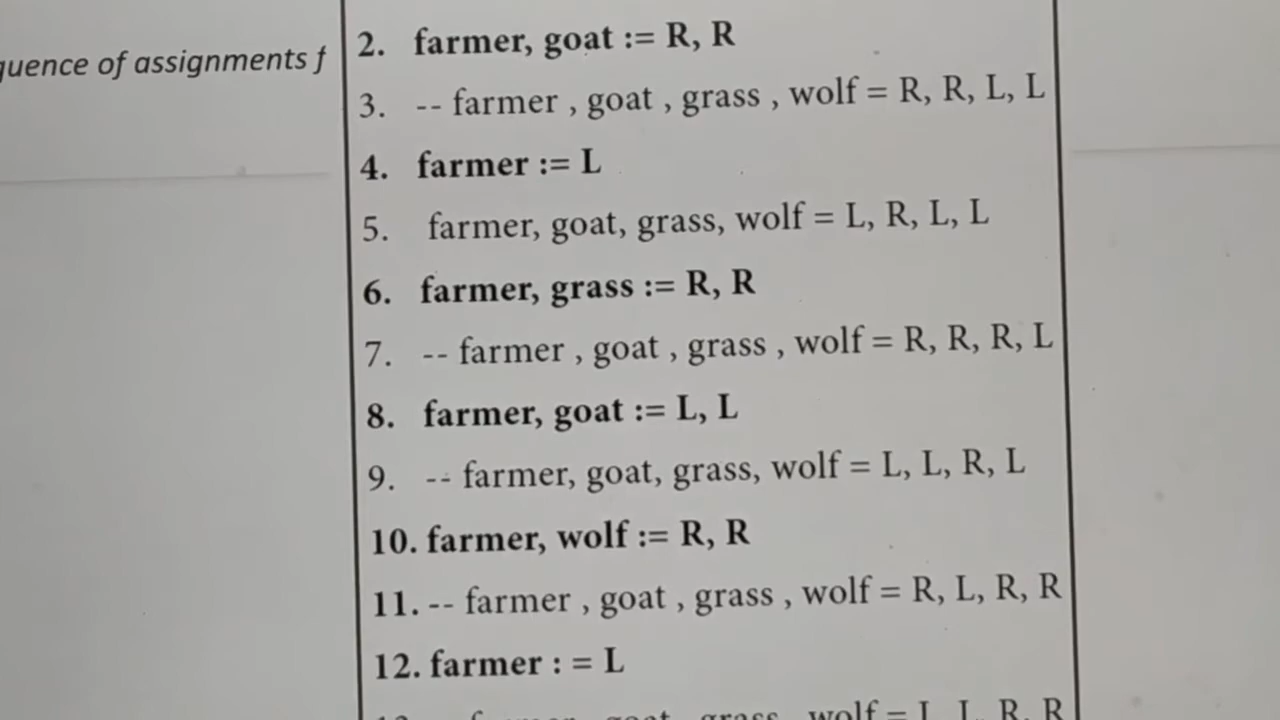 quence of assignments f
2. farmer, goat := R, R
3. -- farmer , goat , grass , wolf = R, R, L, L
4. farmer := L
5. farmer, goat, grass, wolf = L, R, L, L
6. farmer, grass := R, R
7. -- farmer , goat , grass , wolf = R, R, R, L
8. farmer, goat := L, L
9. -- farmer, goat, grass, wolf = L, L, R, L
10. farmer, wolf := R, R
11. -- farmer , goat , grass , wolf = R, L, R, R
12. farmer : = L
wolf = L L R, R